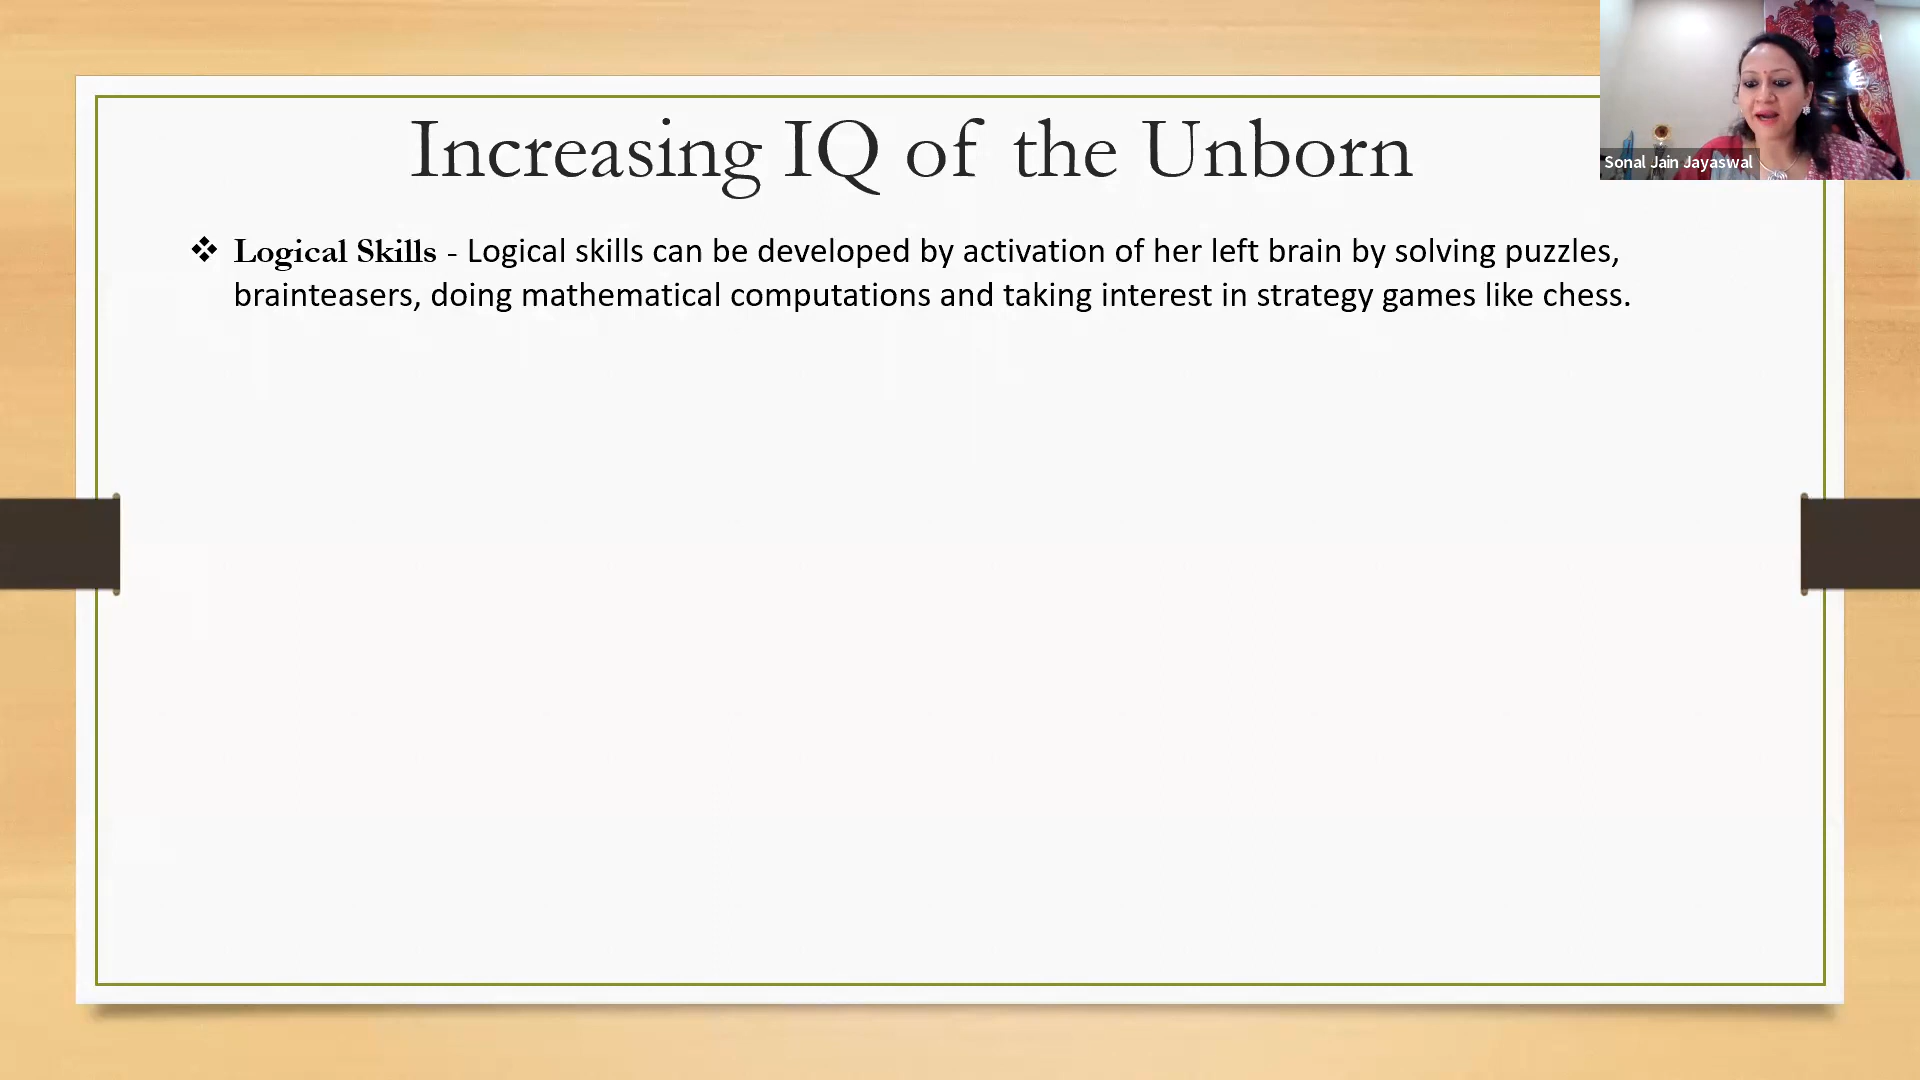 Increasing IQ of the Unborn
Sonal Jain Jayaswal
❖ Logical Skills - Logical skills can be developed by activation of her left brain by solving puzzles,
brainteasers, doing mathematical computations and taking interest in strategy games like chess.